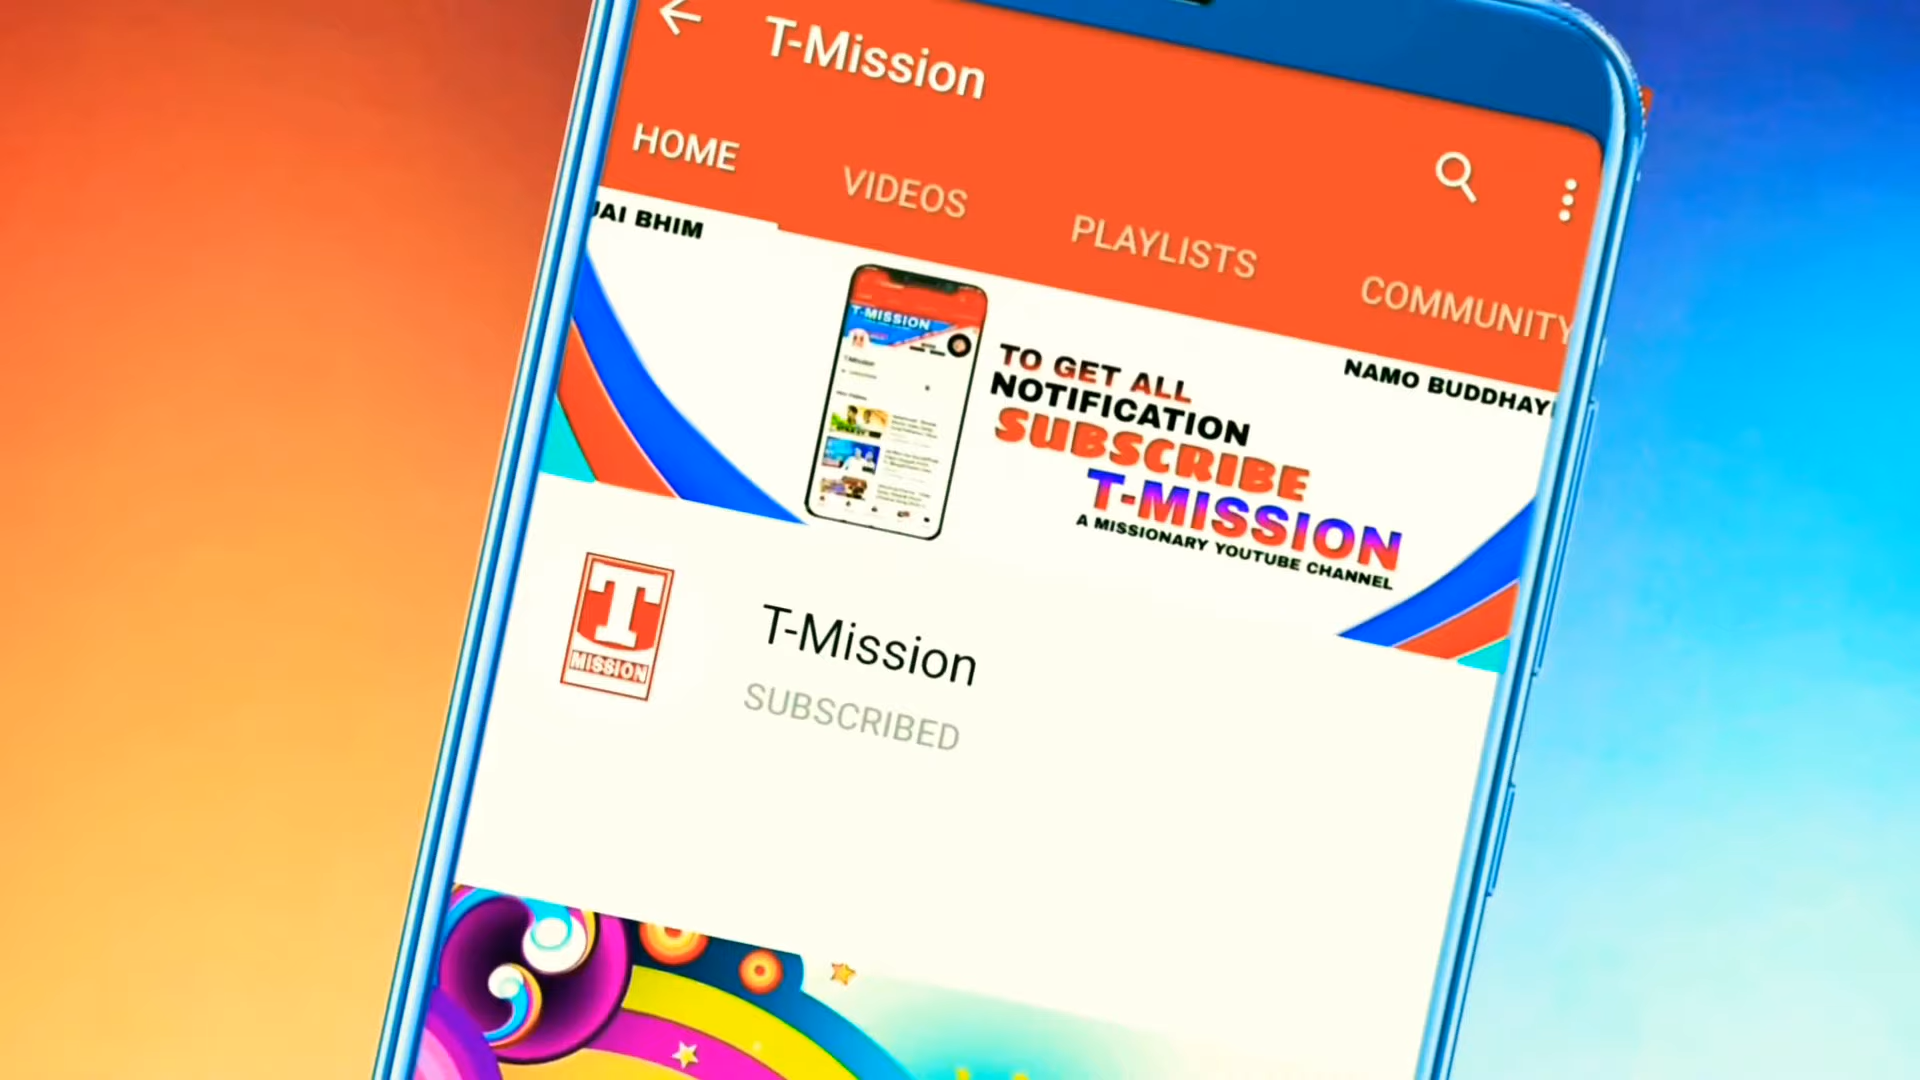 T-Mission
HOME
VIDEOS
PLAYLISTS
COMMUNITY
JAI BHIM
NAMO BUDDHAY
T-MISSION
TO GET ALL
NOTIFICATION
SUBSCRIBE
T-MISSION
A MISSIONARY YOUTUBE CHANNEL
T
MISSION
T-Mission
SUBSCRIBED